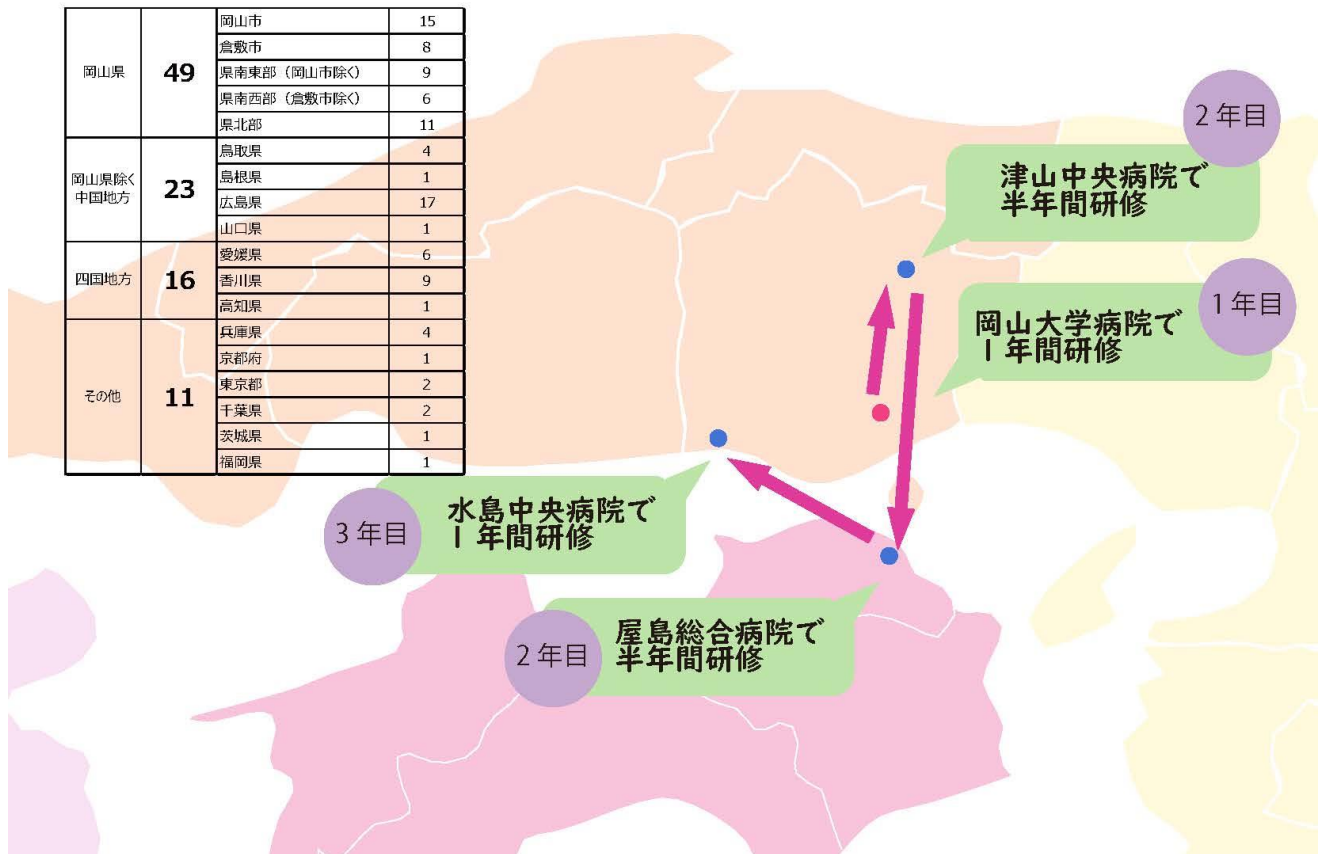 岡山県 49 岡山市 15
倉敷市 8
県南東部（岡山市除く） 9
県南西部（倉敷市除く） 6
県北部 11
岡山県除く
中国地方 23 鳥取県 4
島根県 1
広島県 17
山口県 1
四国地方 16 愛媛県 6
香川県 9
高知県 1
その他 11 兵庫県 4
京都府 1
東京都 2
千葉県 2
茨城県 1
福岡県 1
2年目
津山中央病院で
半年間研修
1年目
岡山大学病院で
1年間研修
3年目
水島中央病院で
1年間研修
2年目
屋島総合病院で
半年間研修